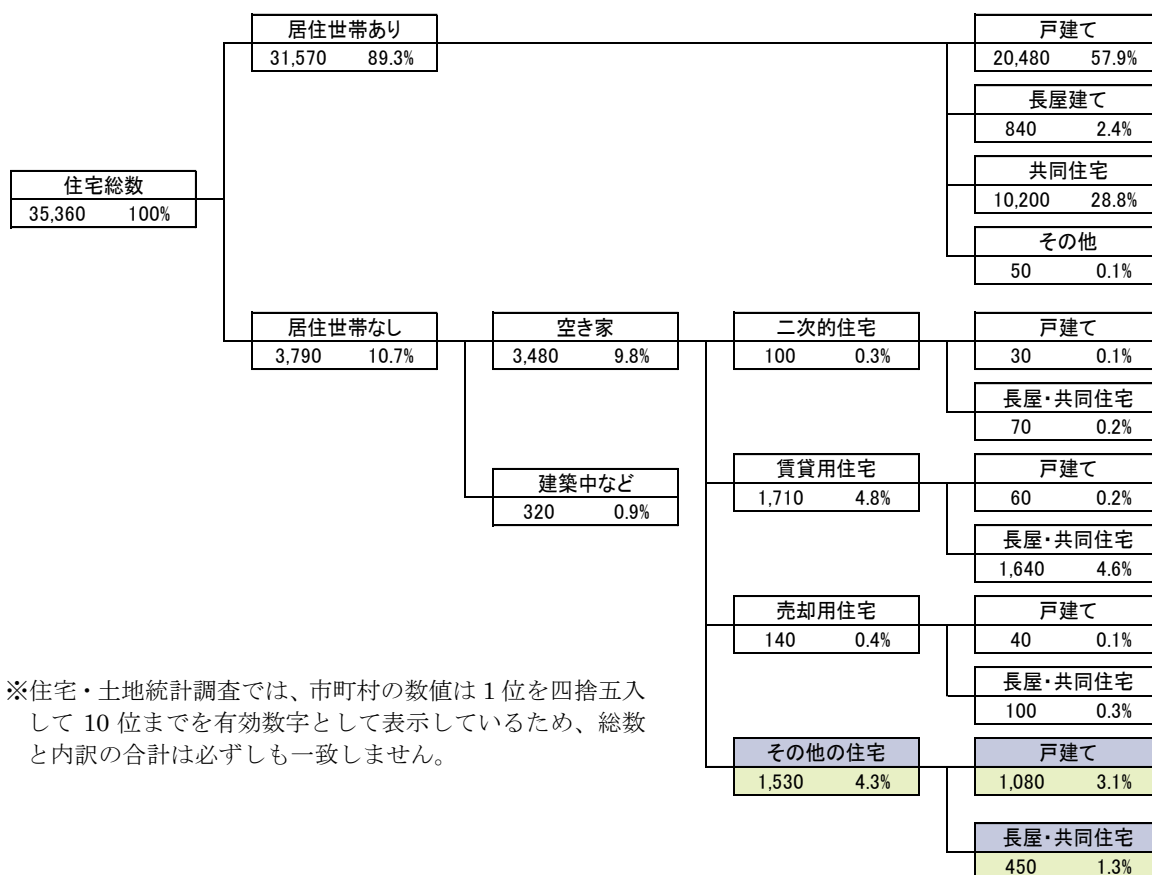 居住世帯あり
31,570 89.3%
戸建て
20,480 57.9%
長屋建て
840 2.4%
共同住宅
10,200 28.8%
その他
50 0.1%
住宅総数
35,360 100%
居住世帯なし
3,790 10.7%
空き家
3,480 9.8%
二次的住宅
100 0.3%
戸建て
30 0.1%
長屋・共同住宅
70 0.2%
建築中など
320 0.9%
賃貸用住宅
1,710 4.8%
戸建て
60 0.2%
長屋・共同住宅
1,640 4.6%
売却用住宅
140 0.4%
戸建て
40 0.1%
長屋・共同住宅
100 0.3%
その他の住宅
1,530 4.3%
戸建て
1,080 3.1%
長屋・共同住宅
450 1.3%
※住宅・土地統計調査では、市町村の数値は 1 位を四捨五入
して 10 位までを有効数字として表示しているため、総数
と内訳の合計は必ずしも一致しません。